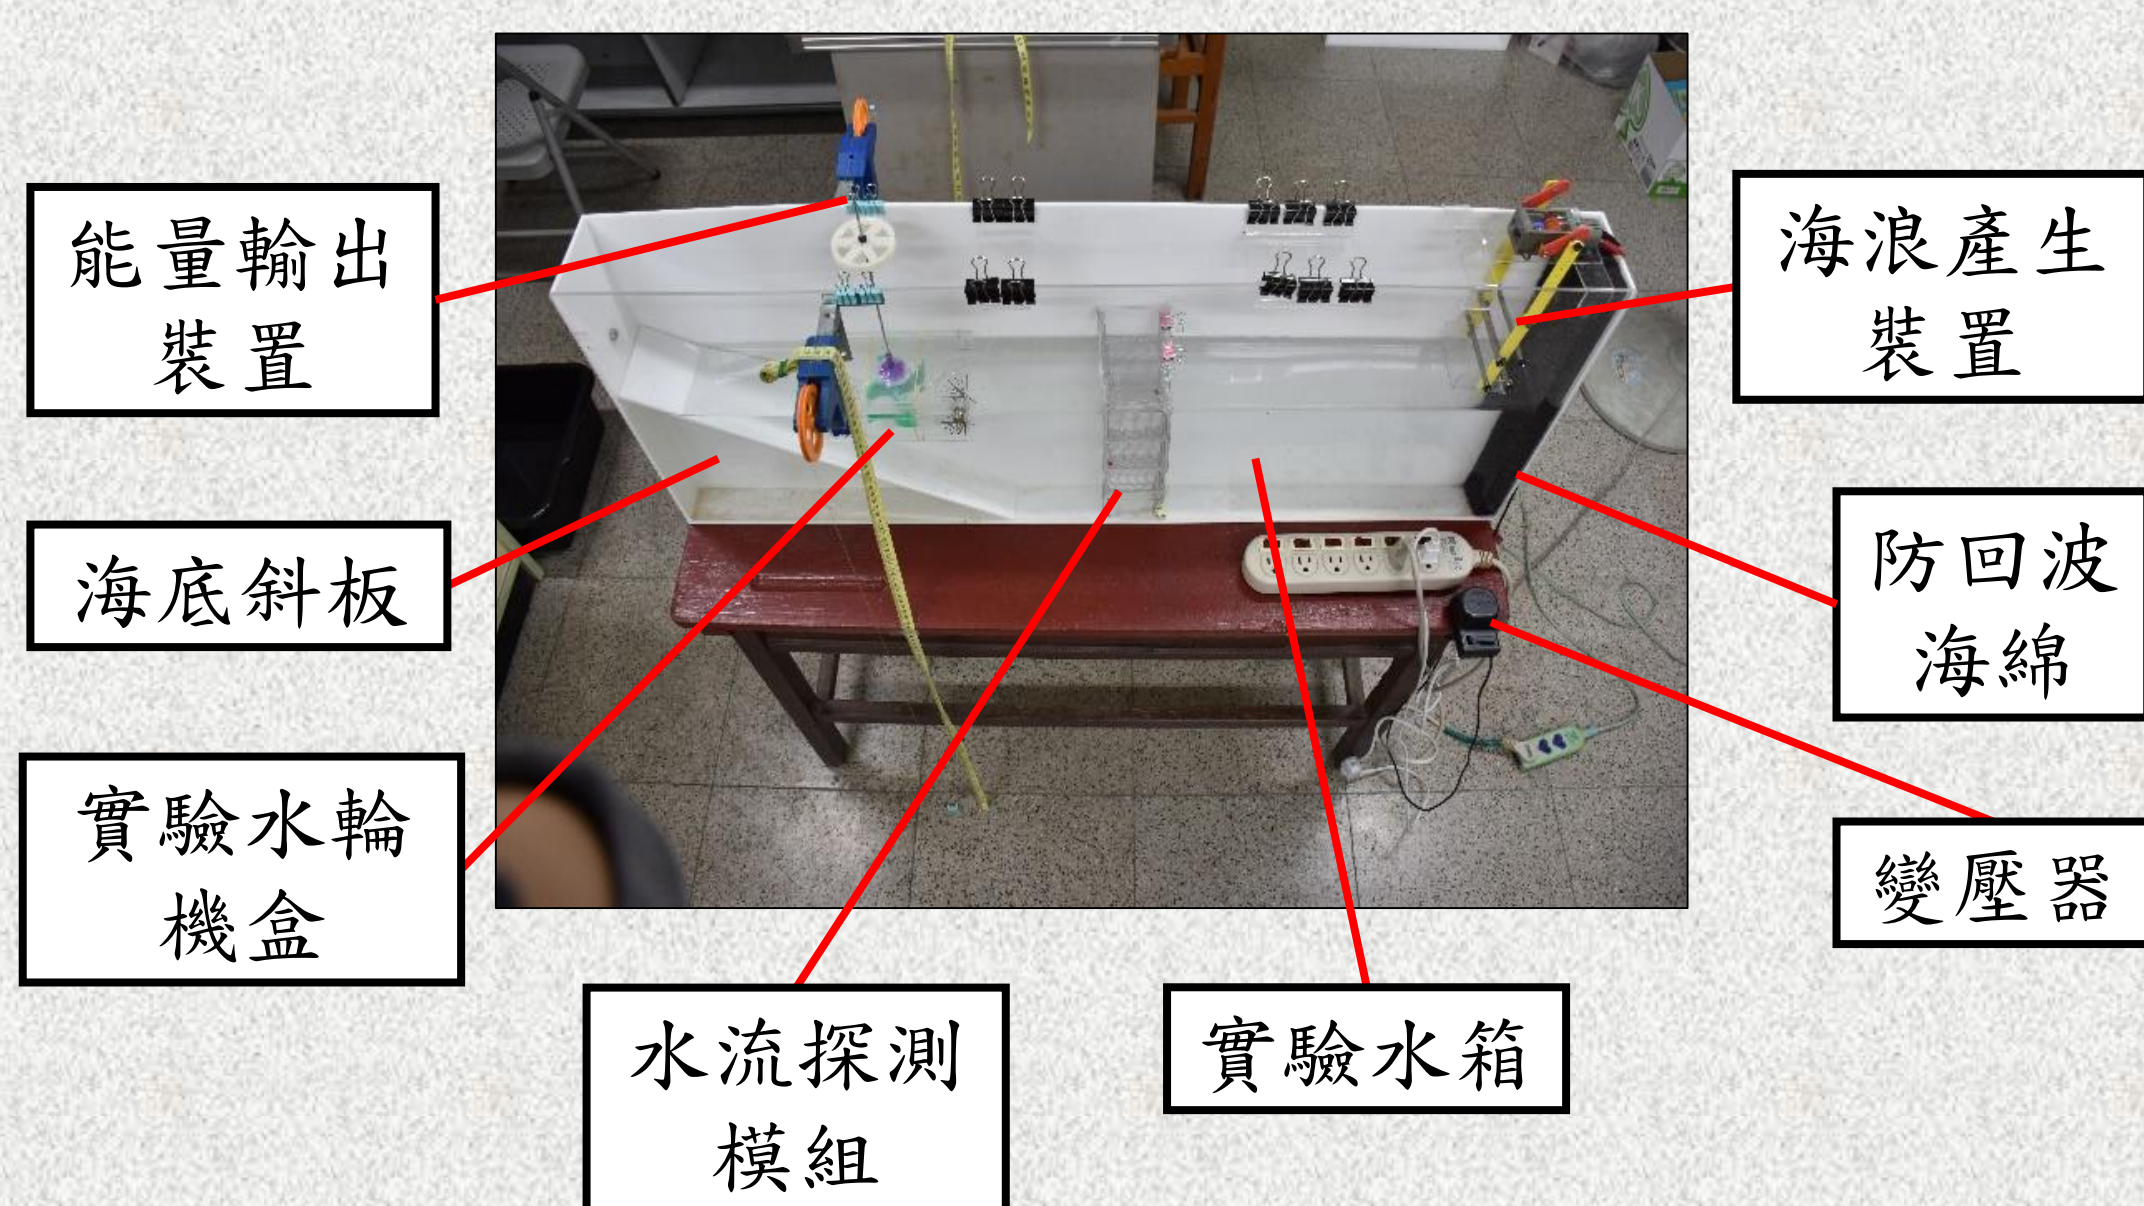 能量輸出
裝置
海底斜板
實驗水輪
機盒
水流探測
模組
實驗水箱
海浪產生
裝置
防回波
海綿
變壓器